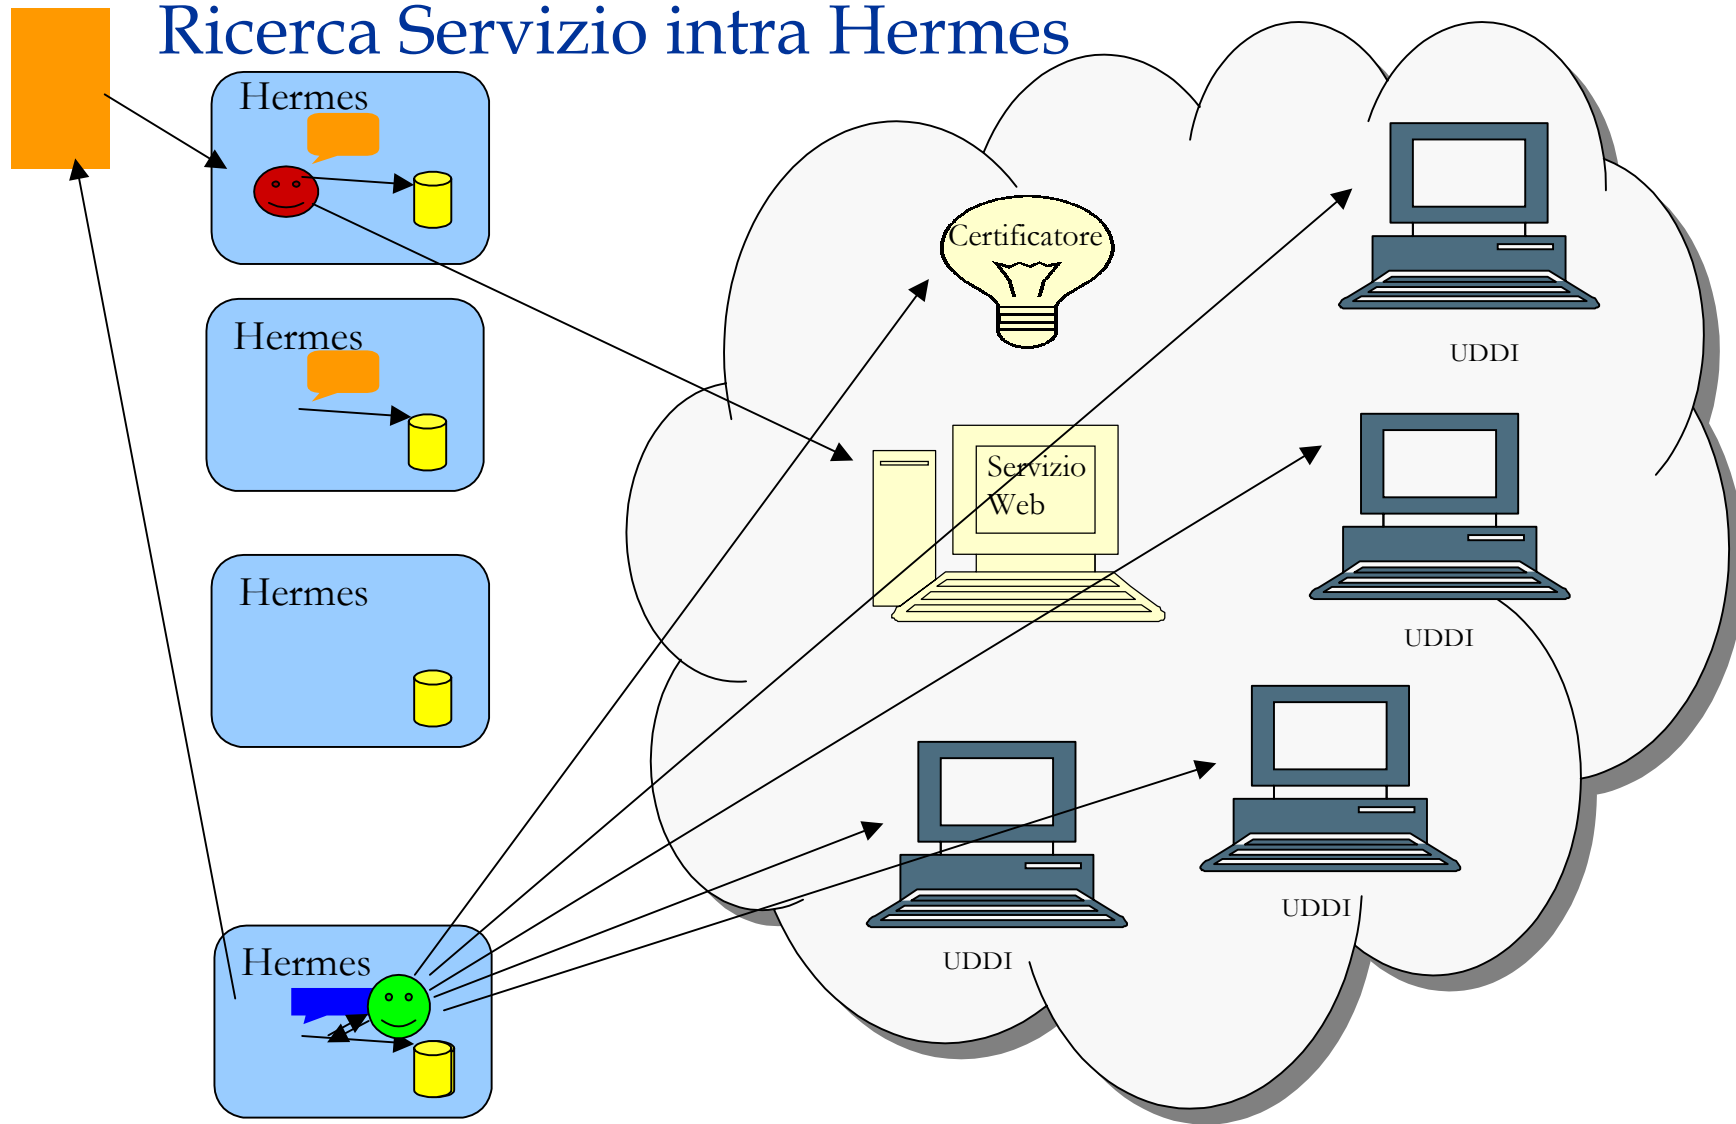 Ricerca Servizio intra Hermes
Hermes
Certificatore
UDDI
Hermes
Servizio
Web
UDDI
Hermes
UDDI
UDDI
Hermes